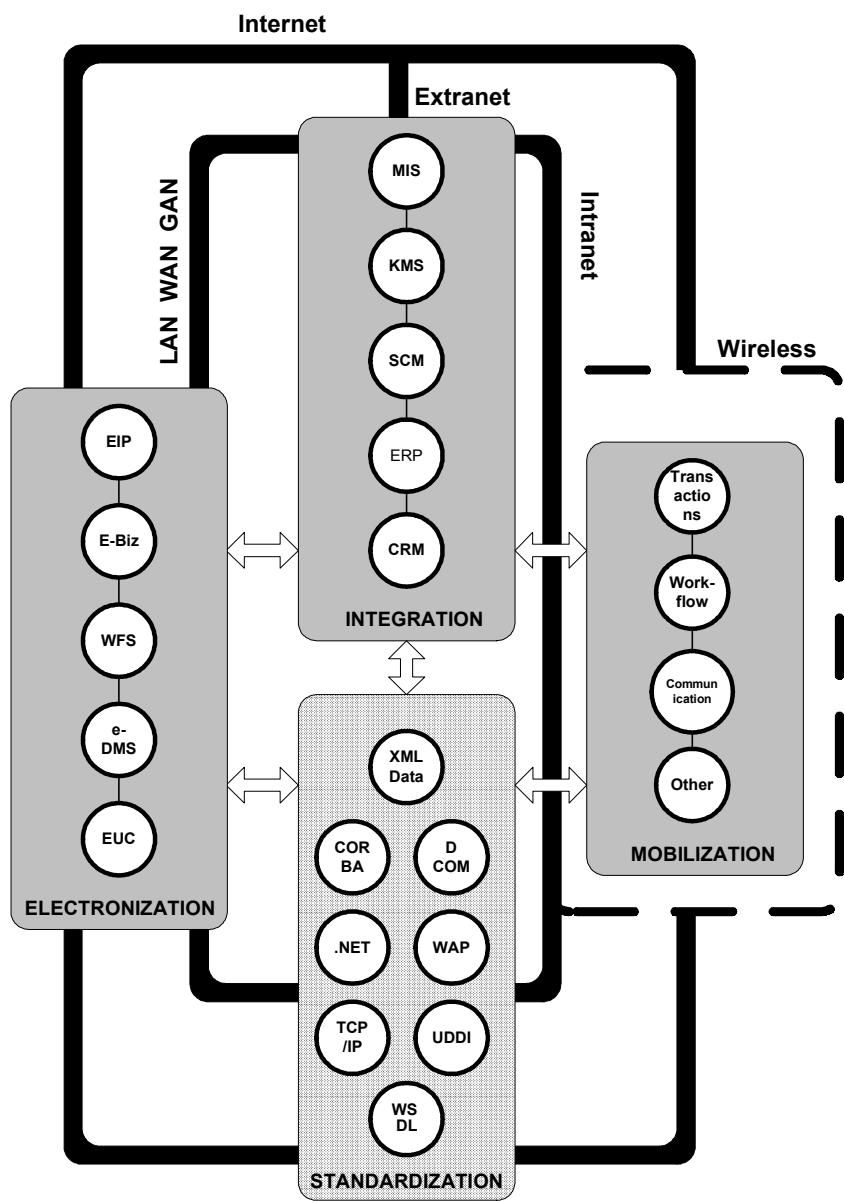 Internet
Extranet
LAN WAN GAN
Intranet
Wireless
MIS
KMS
SCM
ERP
CRM
INTEGRATION
EIP
E-Biz
WFS
e-
DMS
EUC
ELECTRONIZATION
Trans
actio
ns
Work-
flow
Commun
ication
Other
MOBILIZATION
XML
Data
COR
BA
D
COM
.NET
WAP
TCP
/IP
UDDI
WS
DL
STANDARDIZATION